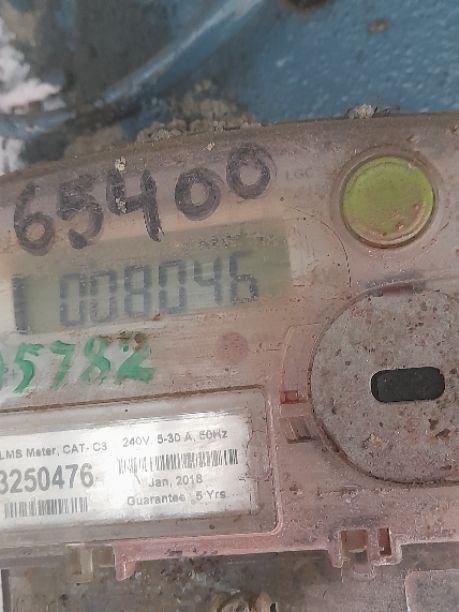 65400
LGC
008046
5782
LMS Meter, CAT- C3 240V, 5-30 A, 50Hz
3250476
Jan, 2018
Guarantee 5 Yrs